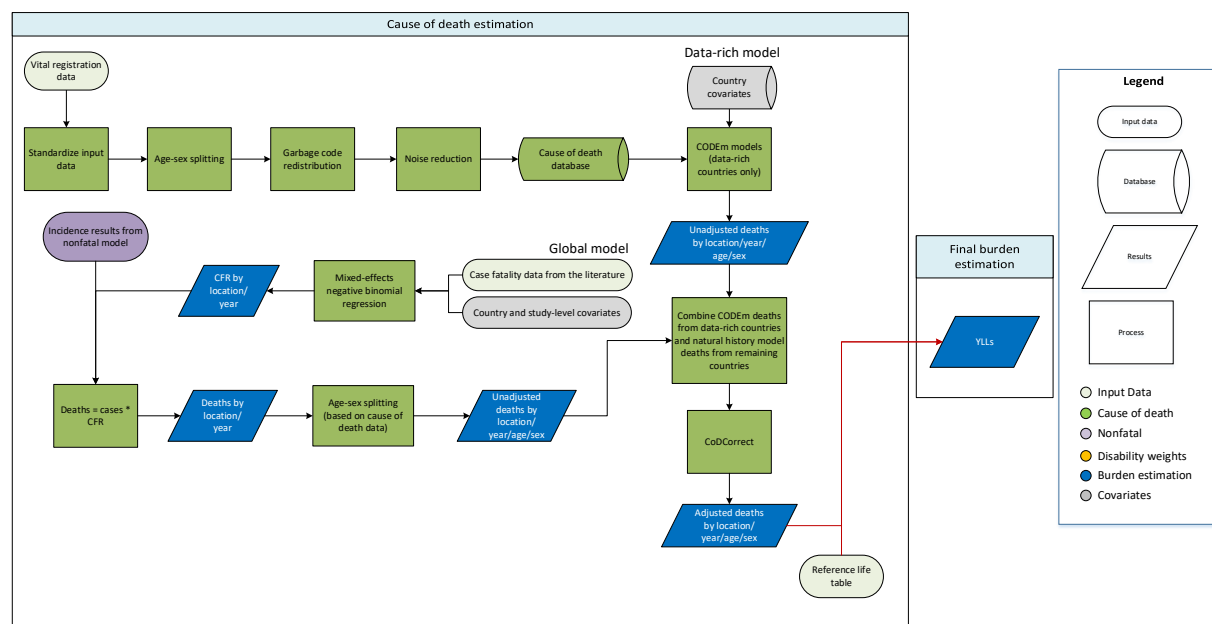 Cause of death estimation
Data-rich model
Vital registration
data
Country
covariates
Standardize input
data
Age-sex splitting
Garbage code
redistribution
Noise reduction
Cause of death
database
CODEm models
(data-rich
countries only)
Incidence results from
nonfatal model
Global model
Unadjusted deaths
by location/year/
age/sex
CFR by
location/
year
Mixed-effects
negative binomial
regression
Case fatality data from the literature
Country and study-level covariates
Combine CODEm deaths
from data-rich countries
and natural history model
deaths from remaining
countries
Deaths = cases *
CFR
Deaths by
location/
year
Age-sex splitting
(based on cause of
death data)
Unadjusted
deaths by
location/
year/age/sex
CoDCorrect
Adjusted deaths
by location/
year/age/sex
Reference life
table
Final burden
estimation
YLLs
Legend
Input data
Database
Results
Process
Input Data
Cause of death
Nonfatal
Disability weights
Burden estimation
Covariates